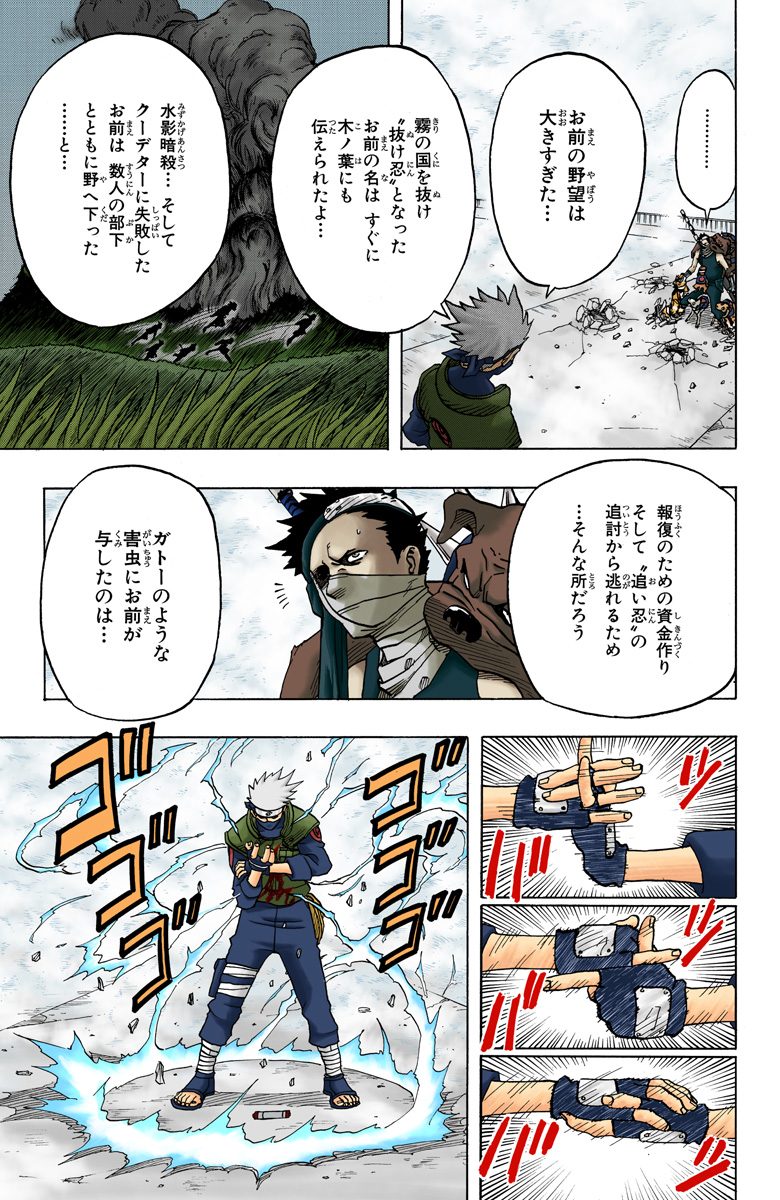 ………
お前の野望は
大きすぎた…
霧の国を抜け
〝抜け忍〟となった
お前の名は すぐに
木ノ葉にも
伝えられたよ…
水影暗殺… そして
クーデターに失敗した
お前は 数人の部下
とともに野へ下った
………と…
報復のための資金作り
そして〝追い忍〟の
追討から逃れるため
…そんな所だろう
ガトーのような
害虫にお前が
与したのは…
ババッ
ババッ
ババッ
ゴゴゴ
ゴゴゴ